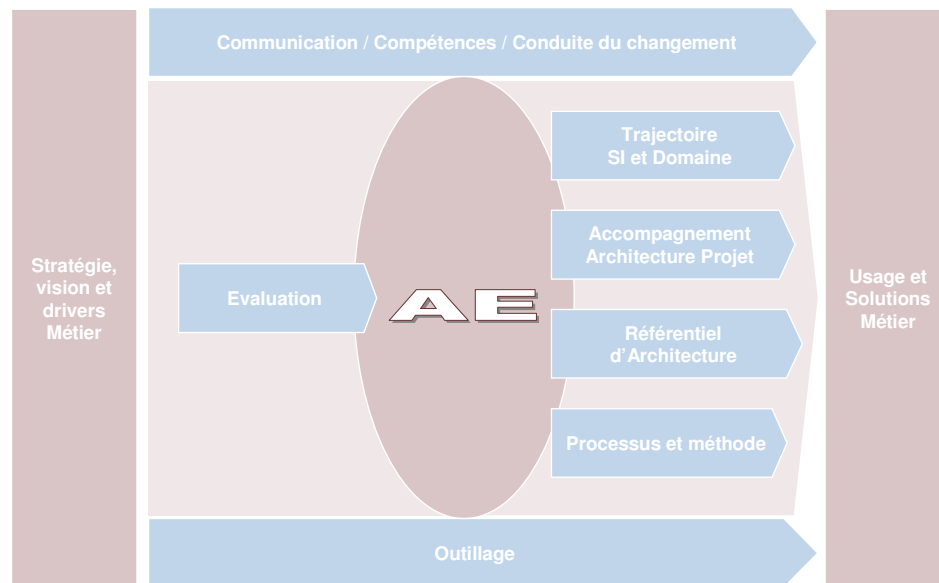 Communication / Compétences / Conduite du changement
Stratégie,
vision et
drivers
Métier
Evaluation
AE
Trajectoire
SI et Domaine
Accompagnement
Architecture Projet
Référentiel
d'Architecture
Processus et méthode
Usage et
Solutions
Métier
Outillage